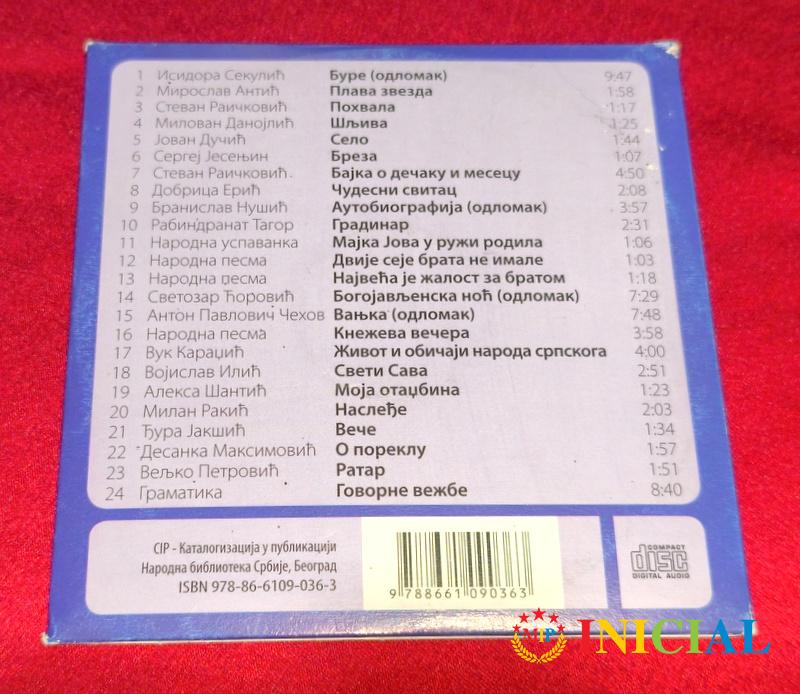 1 Исидора Секулић Буре (одломак) 9:47
2 Мирослав Антић Плава звезда 1:58
3 Стеван Раичковић Похвала 1:17
4 Милован Данојлић Шљива 1:25
5 Јован Дучић Село 1:44
6 Сергеј Јесењин Бреза 1:07
7 Стеван Раичковић. Бајка о дечаку и месецу 4:50
8 Добрица Ерић Чудесни свитац 2:08
9 Бранислав Нушић Аутобиографија (одломак) 3:57
10 Рабиндранат Тагор Градинар 2:31
11 Народна успаванка Мајка Јова у ружи родила 1:06
12 Народна песма Двије сеје брата не имале 1:03
13 Народна песма Највећа је жалост за братом 1:18
14 Светозар Ћоровић Богојављенска ноћ (одломак) 7:29
15 Антон Павлович Чехов Вањка (одломак) 7:48
16 Народна песма Кнежева вечера 3:58
17 Вук Караџић Живот и обичаји народа српскога 4:00
18 Војислав Илић Свети Сава 2:51
19 Алекса Шантић Моја отаџбина 1:23
20 Милан Ракић Наслеђе 2:03
21 Ђура Јакшић Вече 1:34
22 Десанка Максимовић О пореклу 1:57
23 Вељко Петровић Ратар 1:51
24 Граматика Говорне вежбе 8:40
CIP - Каталогизација у публикацији
Народна библиотека Србије, Београд
ISBN 978-86-6109-036-3
9 788661 090363
COMPACT
disc
DIGITAL AUDIO
MIP INICIAL